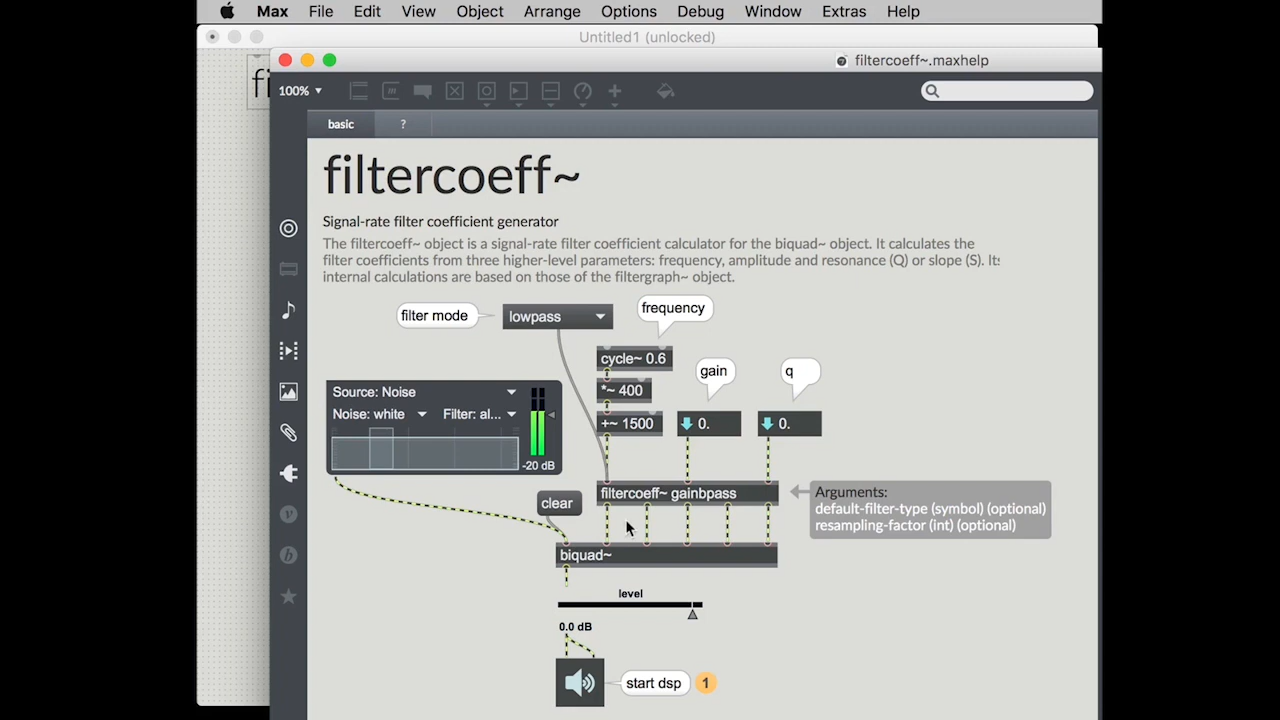 Max File Edit View Object Arrange Options Debug Window Extras Help
Untitled1 (unlocked)
fi
filtercoeff~.maxhelp
100%
basic ?
filtercoeff~
Signal-rate filter coefficient generator
The filtercoeff~ object is a signal-rate filter coefficient calculator for the biquad~ object. It calculates the
filter coefficients from three higher-level parameters: frequency, amplitude and resonance (Q) or slope (S). Its
internal calculations are based on those of the filtergraph~ object.
filter mode
lowpass
frequency
cycle~ 0.6
gain
q
*~ 400
Source: Noise
Noise: white
Filter: al...
-20 dB
+~ 1500
0.
0.
filtercoeff~ gainbpass
Arguments:
default-filter-type (symbol) (optional)
resampling-factor (int) (optional)
clear
biquad~
level
0.0 dB
start dsp
1